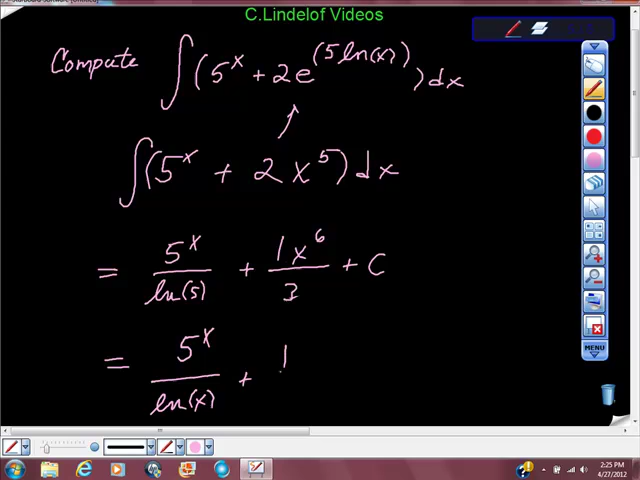 C.Lindelof Videos
Compute ∫(5^x + 2e^(5ln(x)))dx
∫(5^x + 2x^5)dx
= 5^x/ln(5) + 1x^6/3 + C
= 5^x/ln(x) + 1
MENU
2:25 PM
4/27/2012